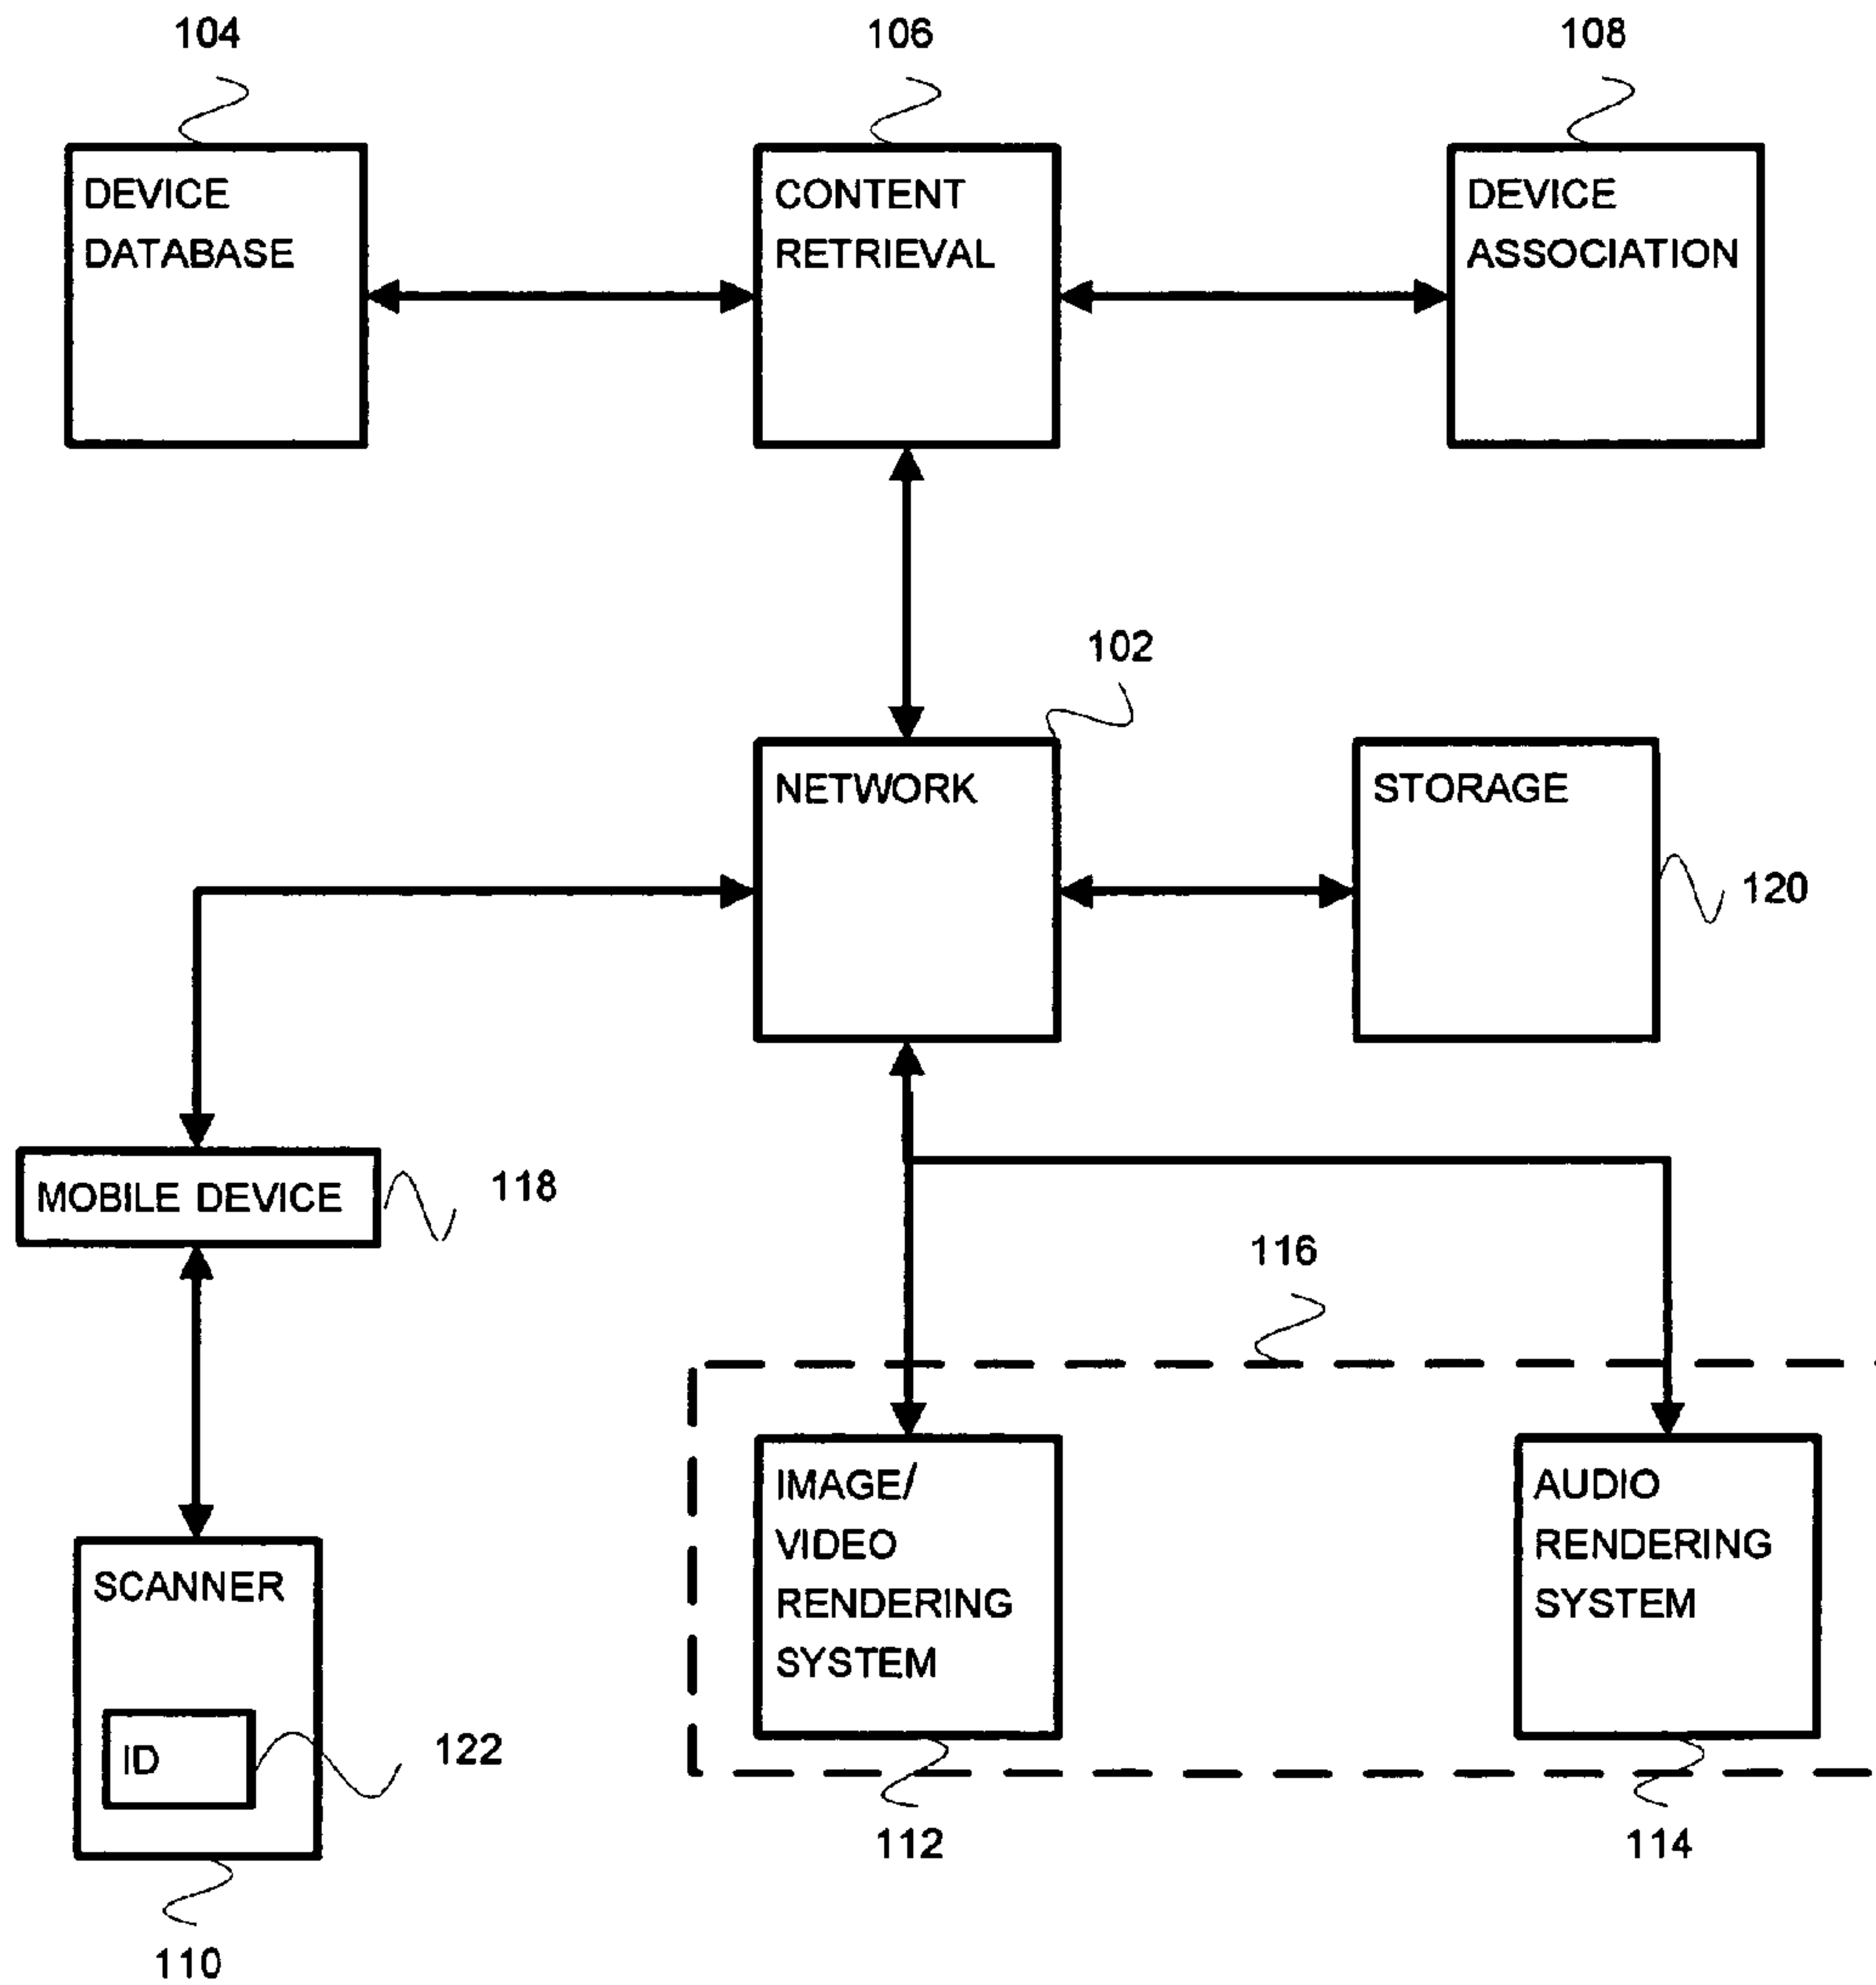 104
106
108
DEVICE
DATABASE
CONTENT
RETRIEVAL
DEVICE
ASSOCIATION
102
NETWORK
STORAGE
120
MOBILE DEVICE
118
116
SCANNER
ID
122
110
IMAGE/
VIDEO
RENDERING
SYSTEM
112
AUDIO
RENDERING
SYSTEM
114